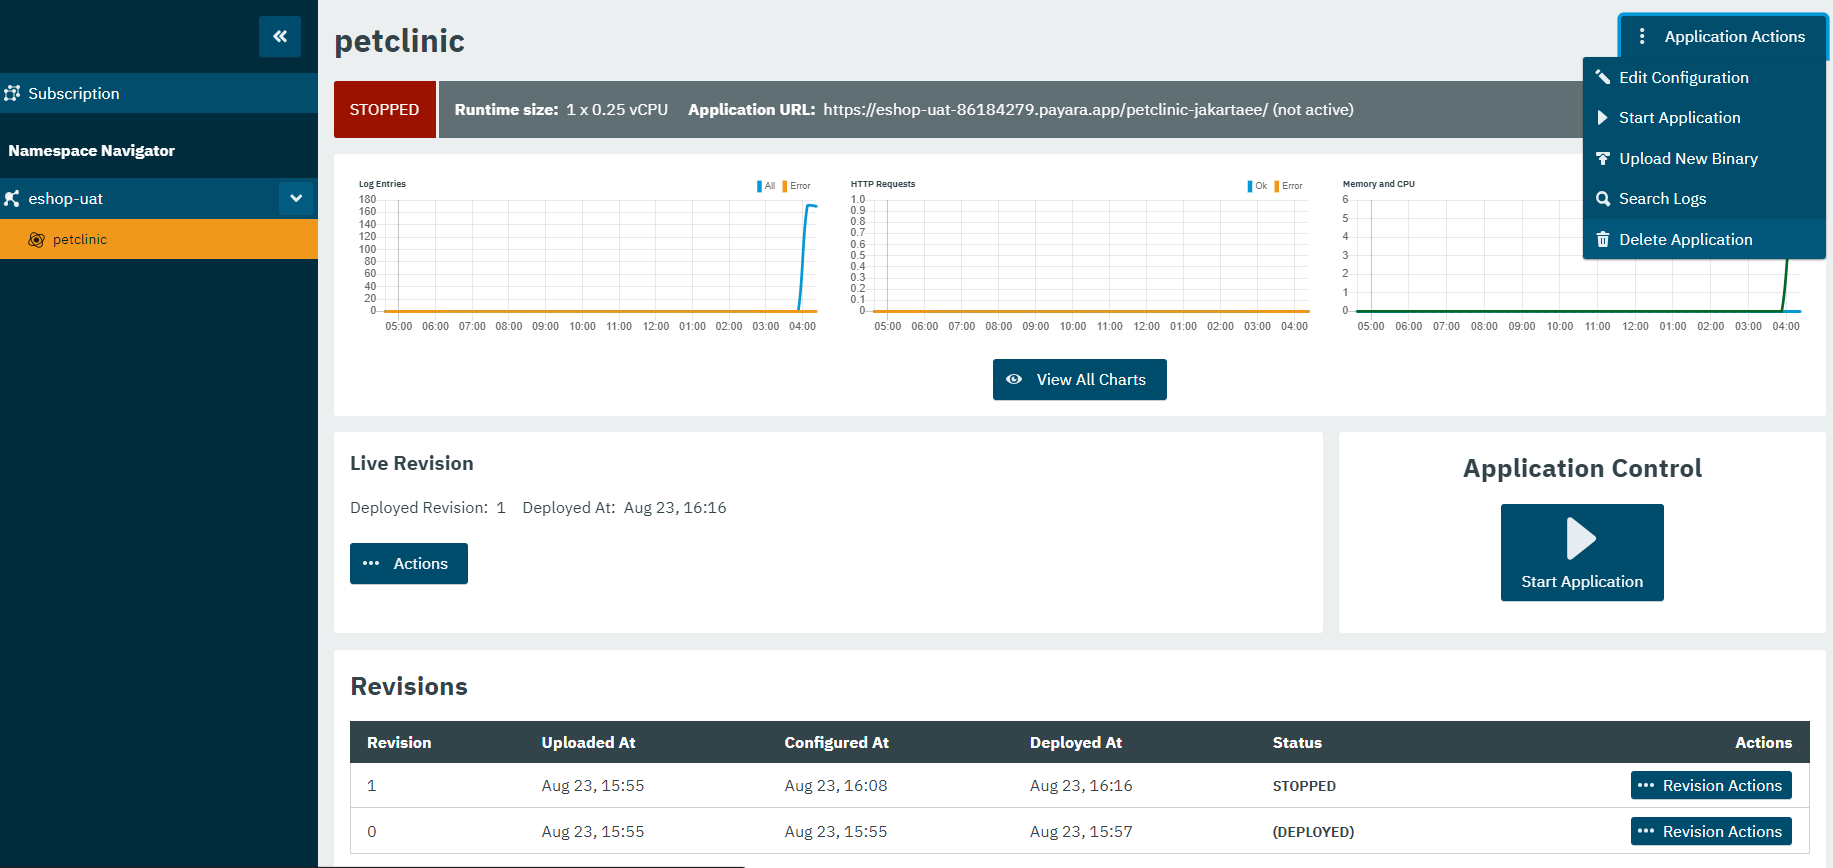 petclinic
Application Actions
Subscription
Edit Configuration
STOPPED Runtime size: 1 x 0.25 vCPU Application URL: https://eshop-uat-86184279.payara.app/petclinic-jakartaee/ (not active)
Start Application
Namespace Navigator
Upload New Binary
eshop-uat
Search Logs
petclinic
Delete Application
Log Entries
All Error
180
160
140
120
100
80
60
40
20
0
05:00 06:00 07:00 08:00 09:00 10:00 11:00 12:00 01:00 02:00 03:00 04:00
HTTP Requests
Ok Error
1.0
0.9
0.8
0.7
0.6
0.5
0.4
0.3
0.2
0.1
0
05:00 06:00 07:00 08:00 09:00 10:00 11:00 12:00 01:00 02:00 03:00 04:00
Memory and CPU
6
5
4
3
2
1
0
05:00 06:00 07:00 08:00 09:00 10:00 11:00 12:00 01:00 02:00 03:00 04:00
View All Charts
Live Revision
Deployed Revision: 1 Deployed At: Aug 23, 16:16
Actions
Application Control
Start Application
Revisions
Revision Uploaded At Configured At Deployed At Status Actions
1 Aug 23, 15:55 Aug 23, 16:08 Aug 23, 16:16 STOPPED Revision Actions
0 Aug 23, 15:55 Aug 23, 15:55 Aug 23, 15:57 (DEPLOYED) Revision Actions